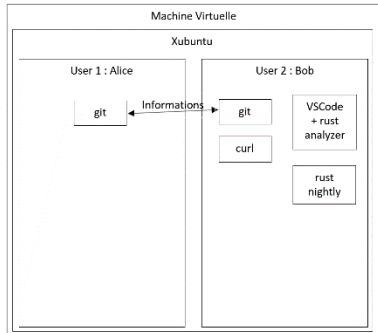 Machine Virtuelle
Xubuntu
User 1 : Alice
User 2 : Bob
git
Informations
git
VSCode
+ rust
analyzer
curl
rust
nightly